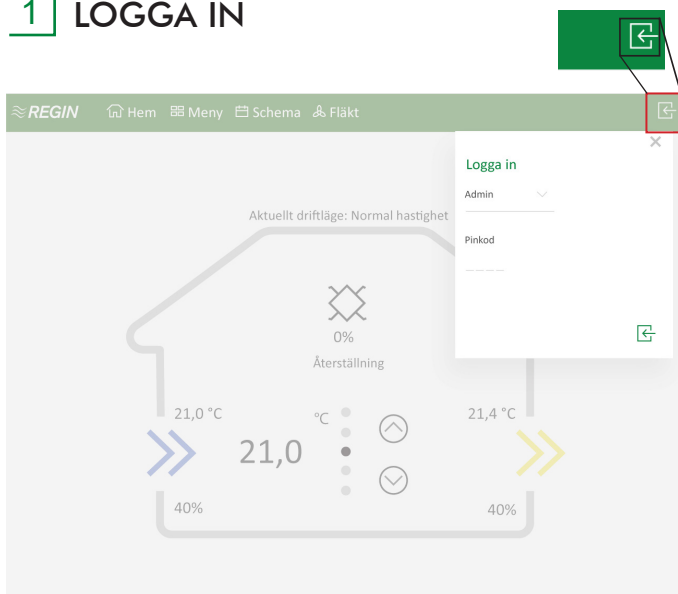 1 LOGGA IN
REGIN Hem Meny Schema Fläkt
Logga in
Admin
Pinkod
Aktuellt driftläge: Normal hastighet
0%
Återställning
21,0 °C
°C
21,0
21,4 °C
40%
40%